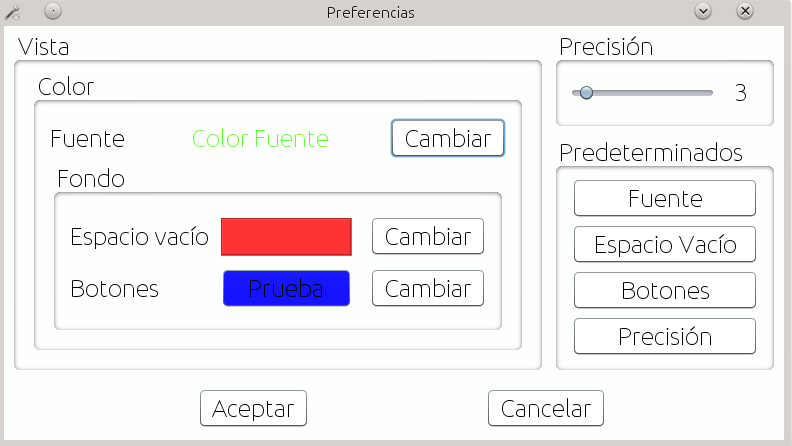 Preferencias
Vista
Color
Fuente Color Fuente Cambiar
Fondo
Espacio vacío Cambiar
Botones Prueba Cambiar
Precisión
3
Predeterminados
Fuente
Espacio Vacío
Botones
Precisión
Aceptar Cancelar